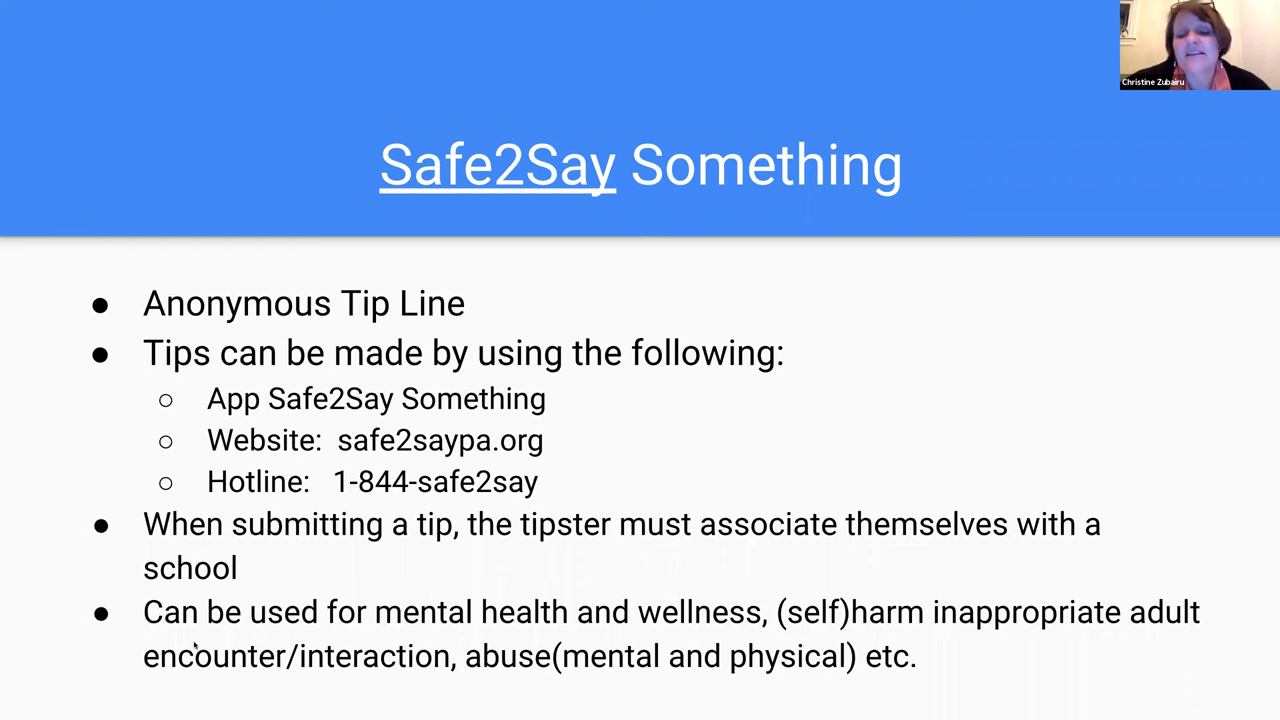 Christine Zubairu
Safe2Say Something
● Anonymous Tip Line
● Tips can be made by using the following:
○ App Safe2Say Something
○ Website: safe2saypa.org
○ Hotline: 1-844-safe2say
● When submitting a tip, the tipster must associate themselves with a
school
● Can be used for mental health and wellness, (self)harm inappropriate adult
encounter/interaction, abuse(mental and physical) etc.